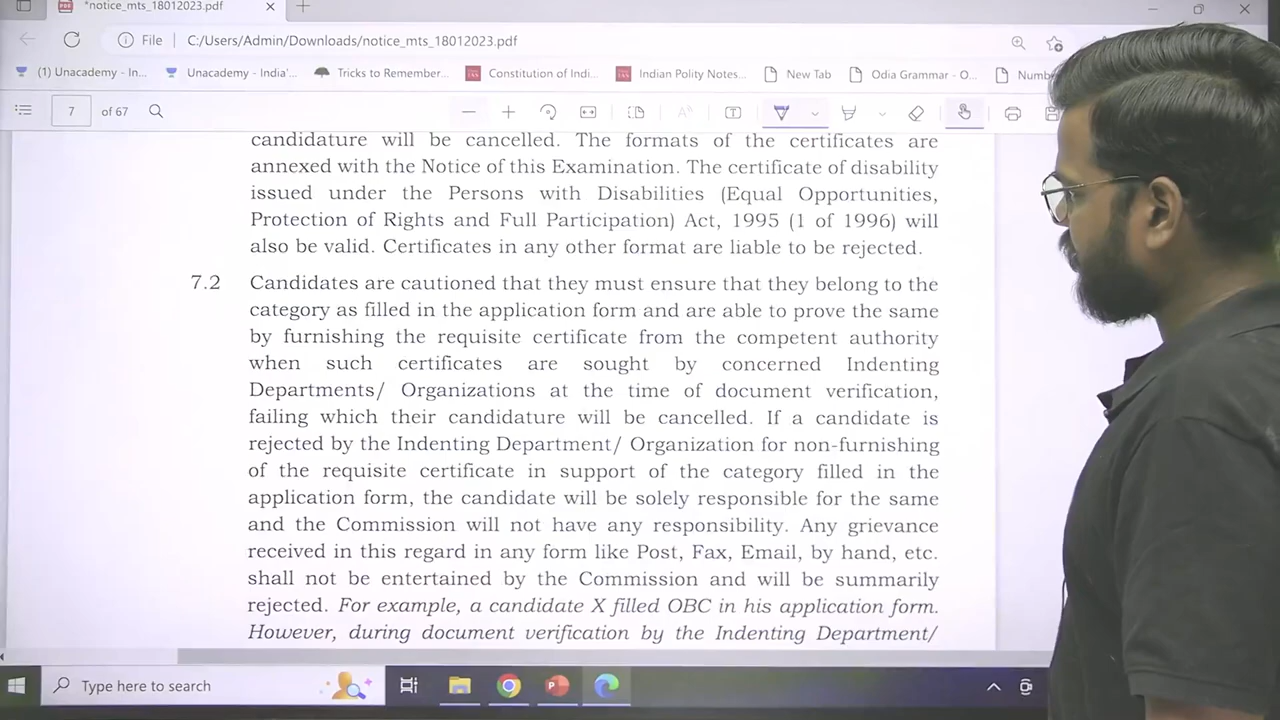 *notice_mts_18012023.pdf
File
C:/Users/Admin/Downloads/notice_mts_18012023.pdf
(1) Unacademy - In...
Unacademy - India'...
Tricks to Remember...
Constitution of Indi...
Indian Polity Notes...
New Tab
Odia Grammar - O...
7 of 67
candidature will be cancelled. The formats of the certificates are
annexed with the Notice of this Examination. The certificate of disability
issued under the Persons with Disabilities (Equal Opportunities,
Protection of Rights and Full Participation) Act, 1995 (1 of 1996) will
also be valid. Certificates in any other format are liable to be rejected.
7.2 Candidates are cautioned that they must ensure that they belong to the
category as filled in the application form and are able to prove the same
by furnishing the requisite certificate from the competent authority
when such certificates are sought by concerned Indenting
Departments/ Organizations at the time of document verification,
failing which their candidature will be cancelled. If a candidate is
rejected by the Indenting Department/ Organization for non-furnishing
of the requisite certificate in support of the category filled in the
application form, the candidate will be solely responsible for the same
and the Commission will not have any responsibility. Any grievance
received in this regard in any form like Post, Fax, Email, by hand, etc.
shall not be entertained by the Commission and will be summarily
rejected. For example, a candidate X filled OBC in his application form.
However, during document verification by the Indenting Department/
Type here to search